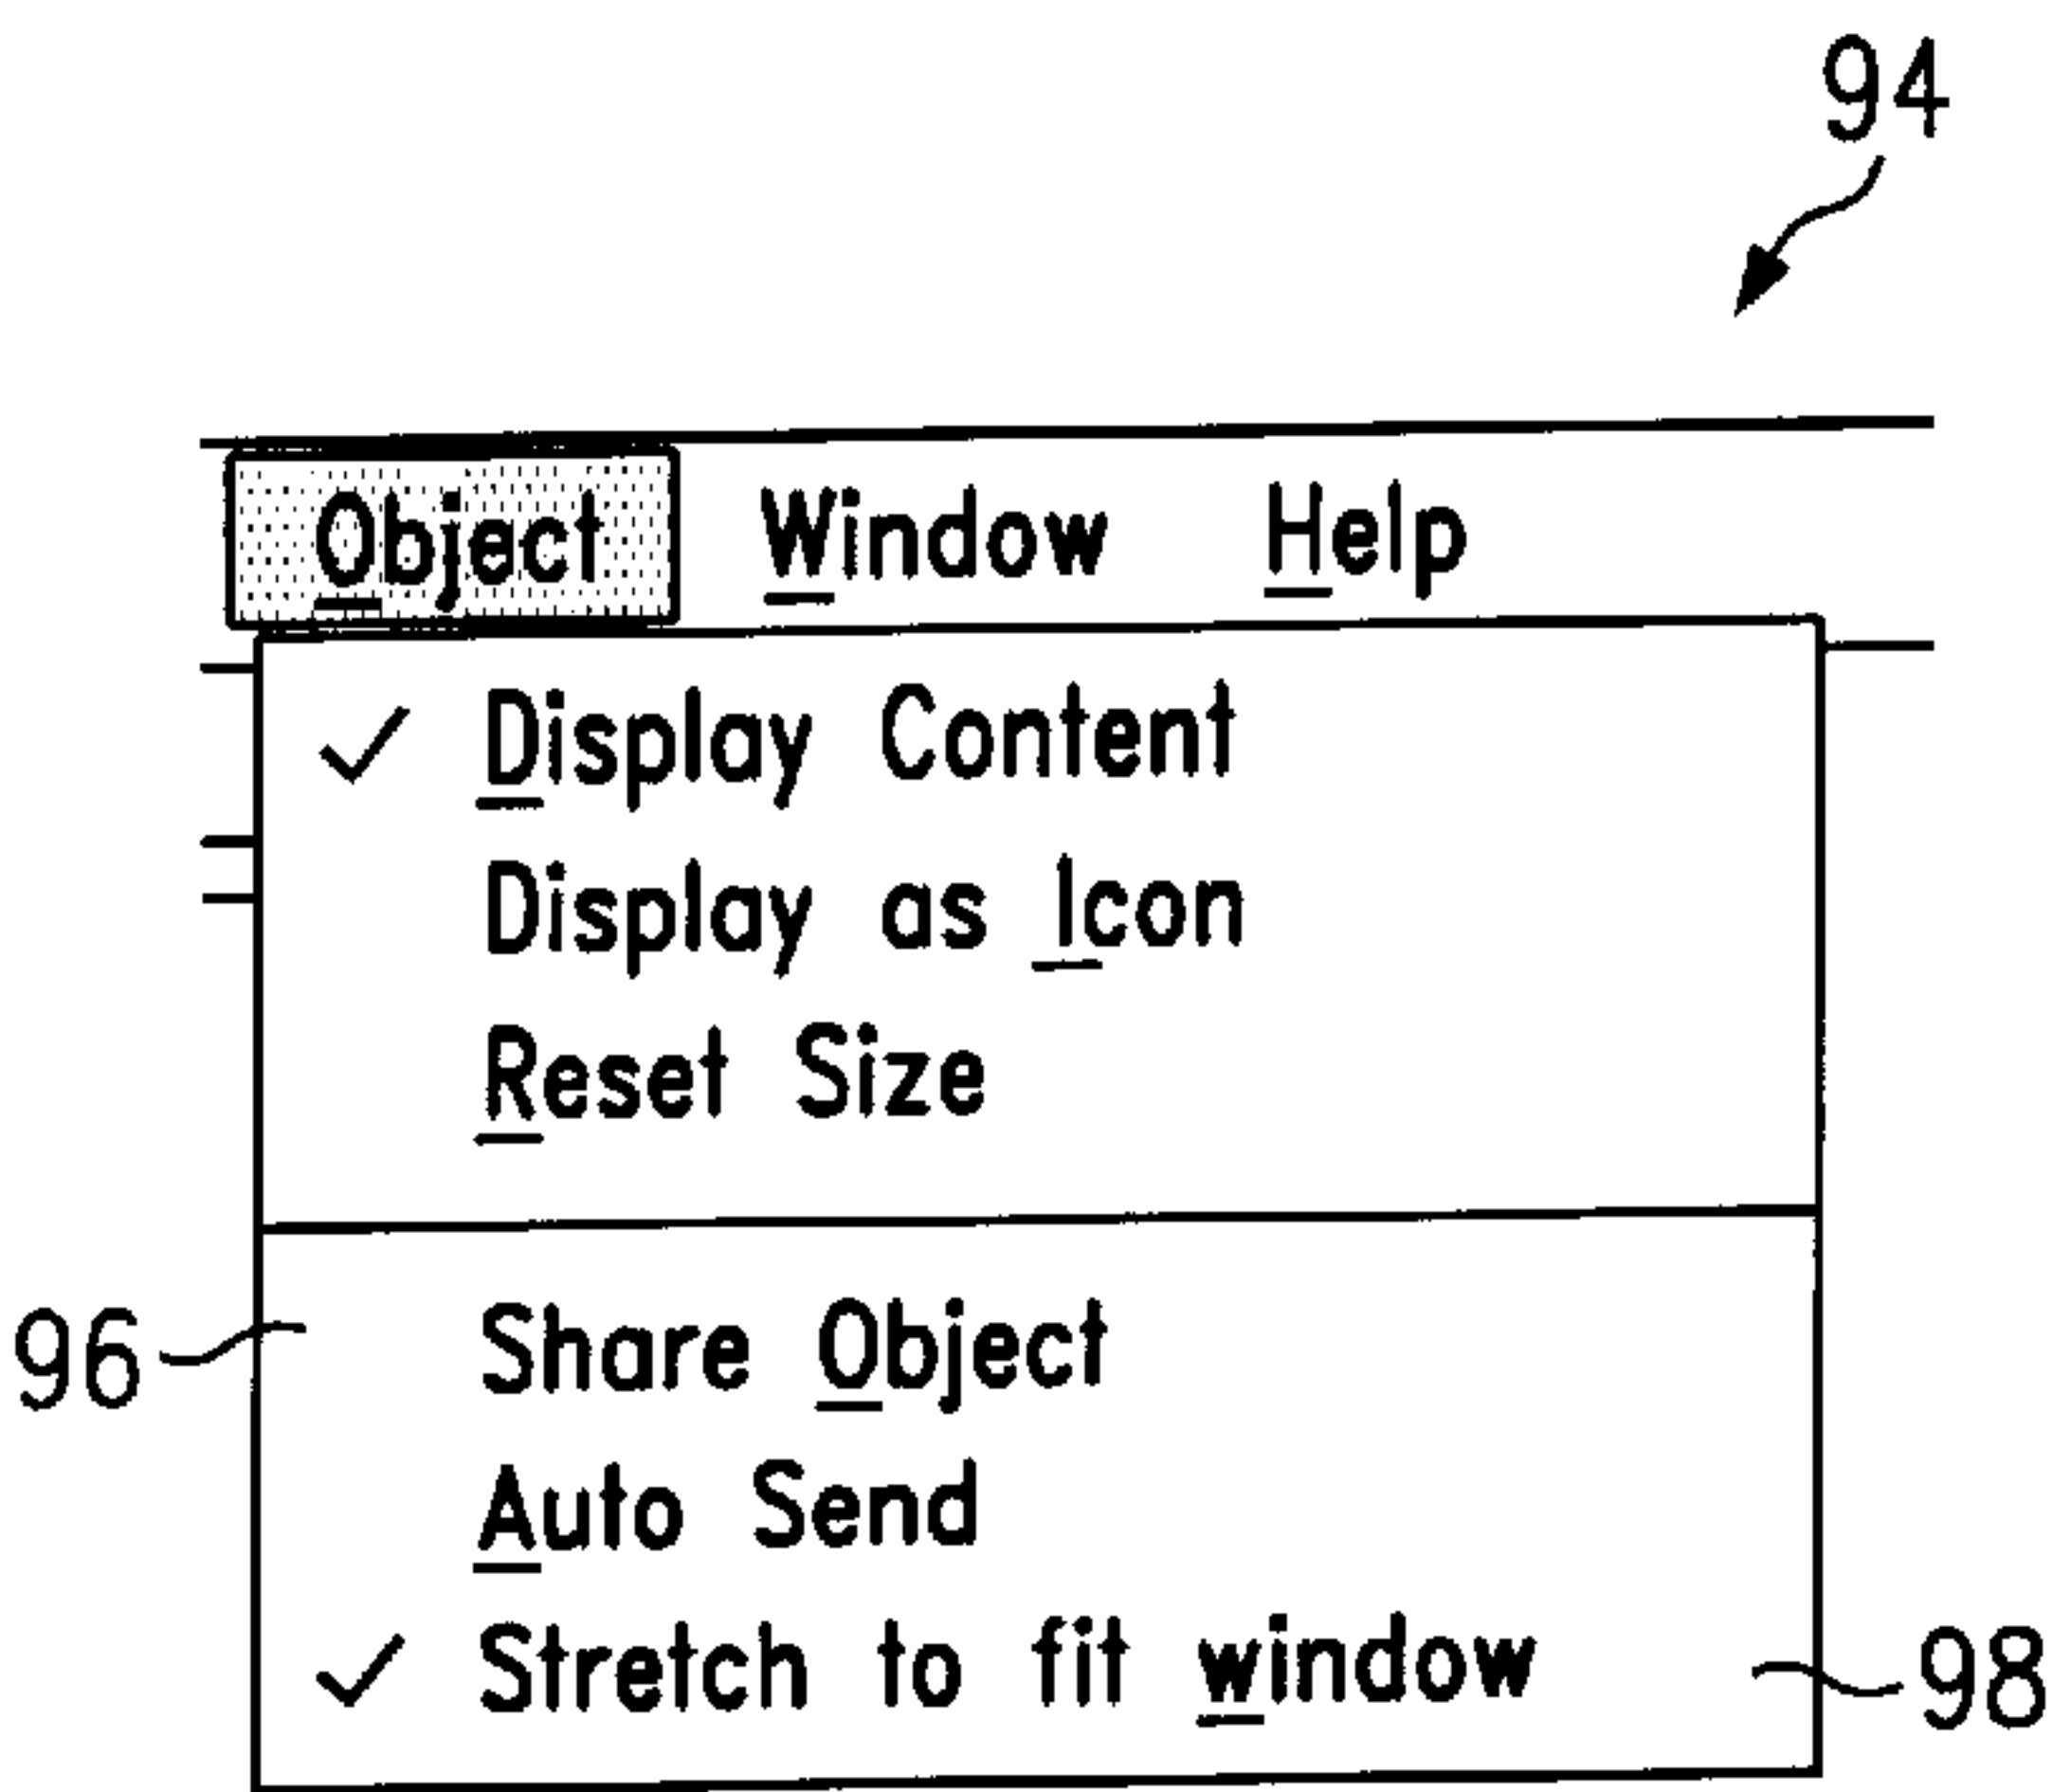 94
Object Window Help
✓ Display Content
Display as Icon
Reset Size
96 Share Object
Auto Send
✓ Stretch to fit window 98